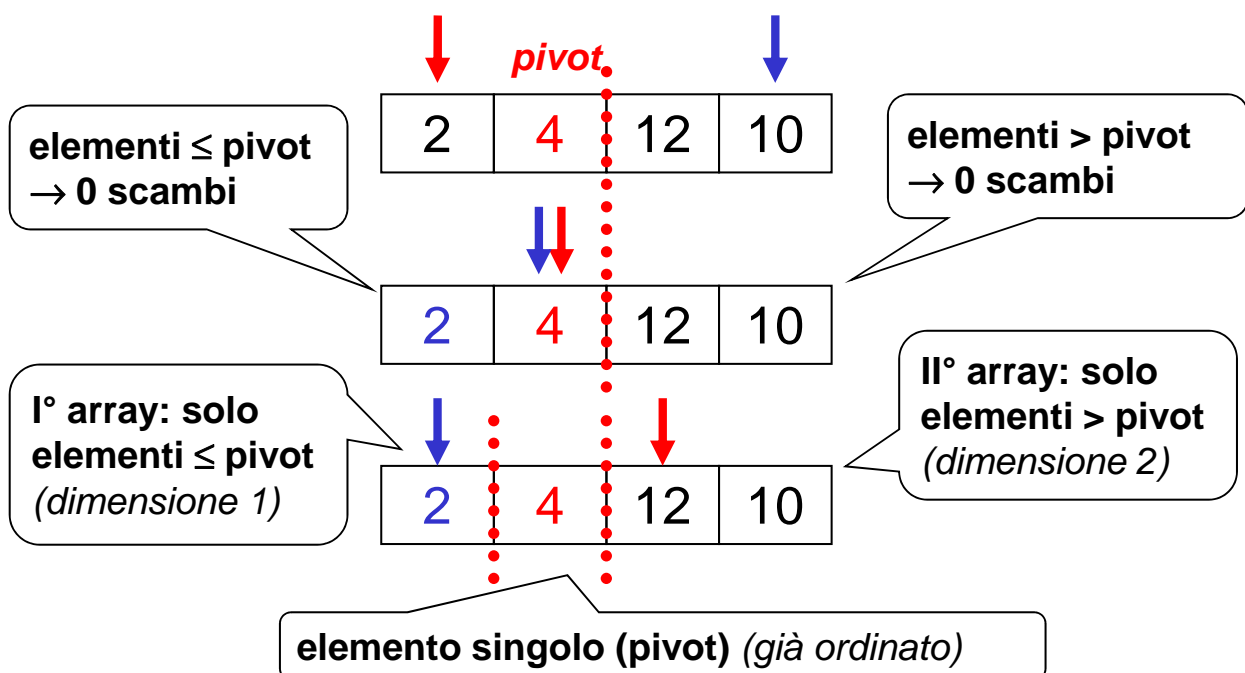 pivot
2 4 12 10
elementi ≤ pivot
→ 0 scambi
elementi > pivot
→ 0 scambi
2 4 12 10
I° array: solo
elementi ≤ pivot
(dimensione 1)
II° array: solo
elementi > pivot
(dimensione 2)
2 4 12 10
elemento singolo (pivot) (già ordinato)